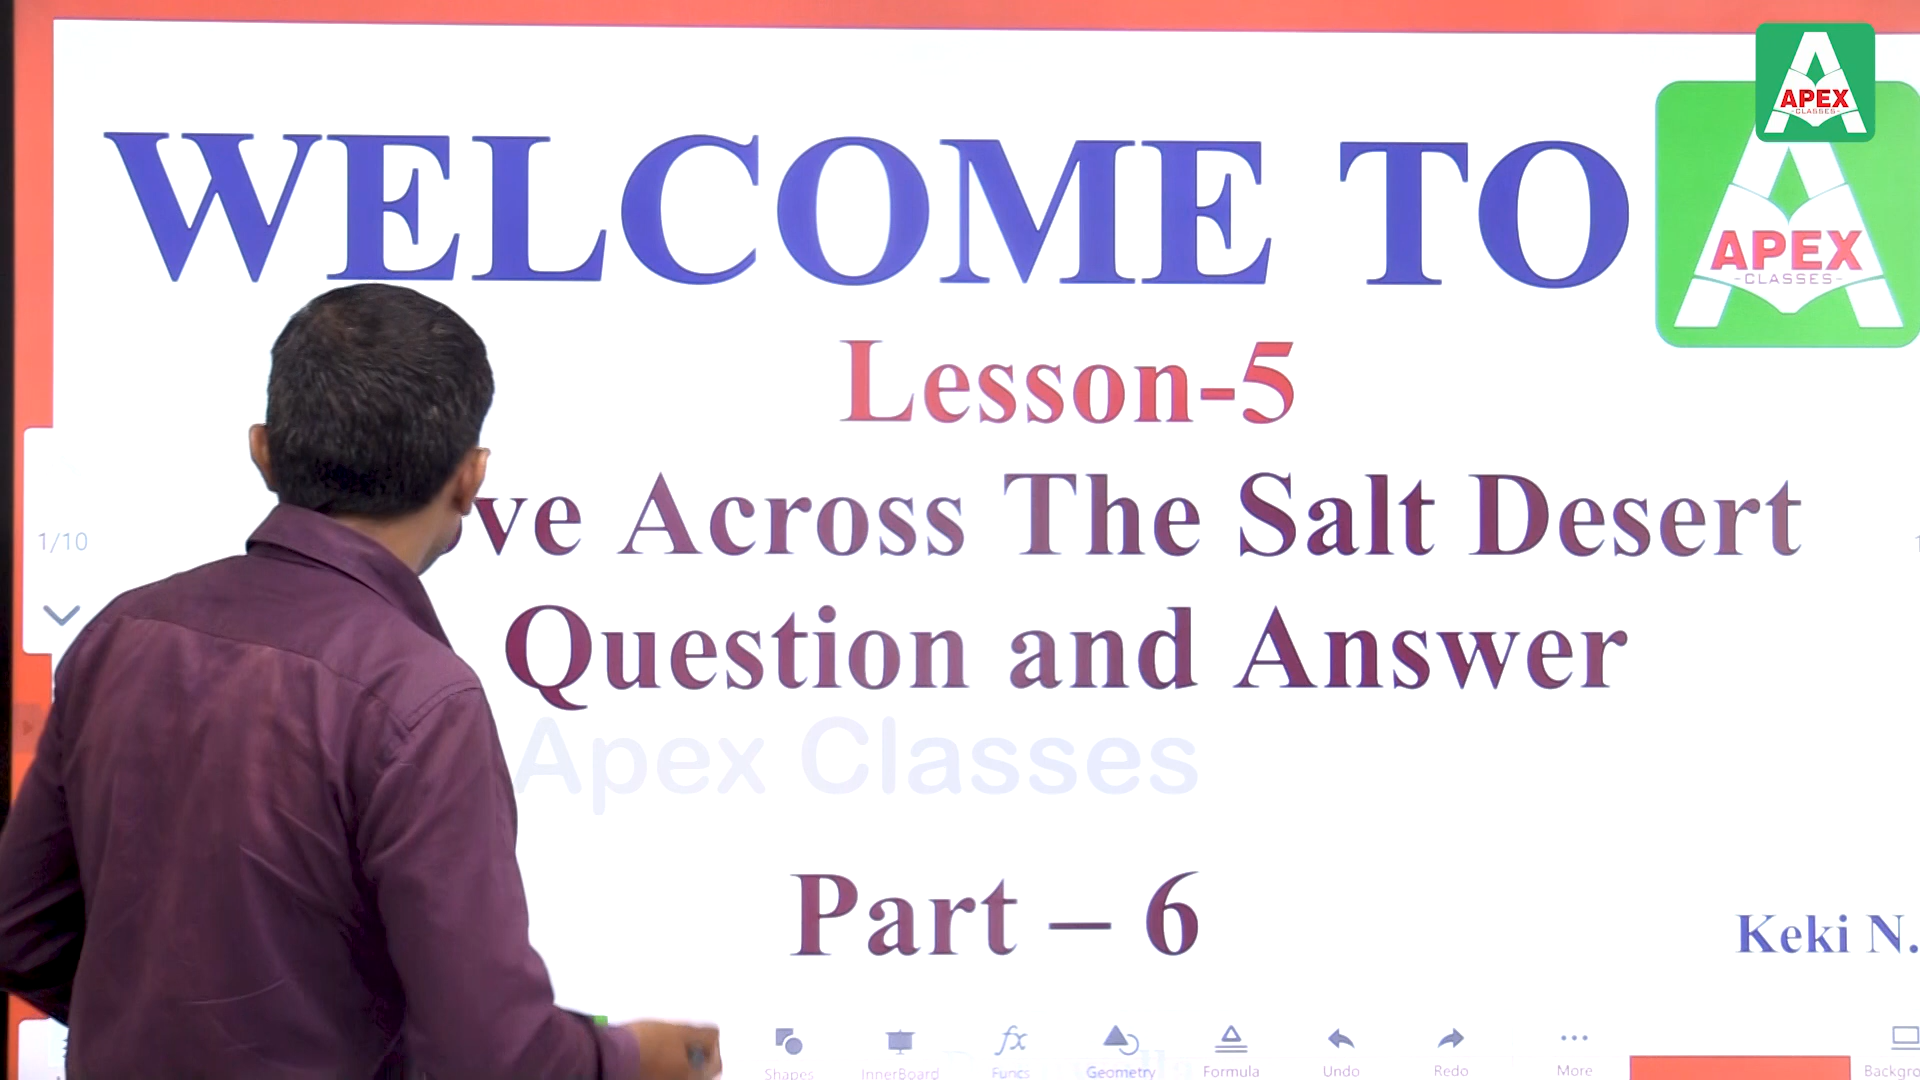 APEX
CLASSES
WELCOME TO
APEX
-CLASSES-
Lesson-5
ve Across The Salt Desert
1/10
Question and Answer
Apex Classes
Part – 6
Keki N.
Shapes
InnerBoard
Funcs
Geometry
Formula
Undo
Redo
More
Backgro